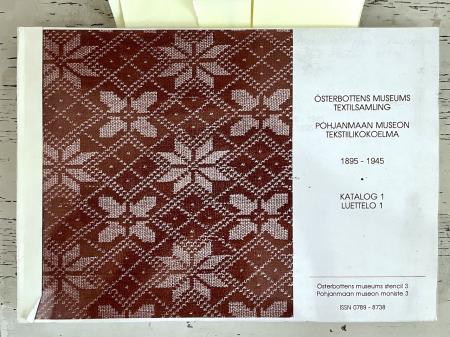 ÖSTERBOTTENS MUSEUMS
TEXTILSAMLING
POHJANMAAN MUSEON
TEKSTIILIKOKOELMA
1895 - 1945
•
KATALOG 1
LUETTELO 1
Österbottens museums stencil 3
Pohjanmaan museon moniste 3
ISSN 0789 - 8738